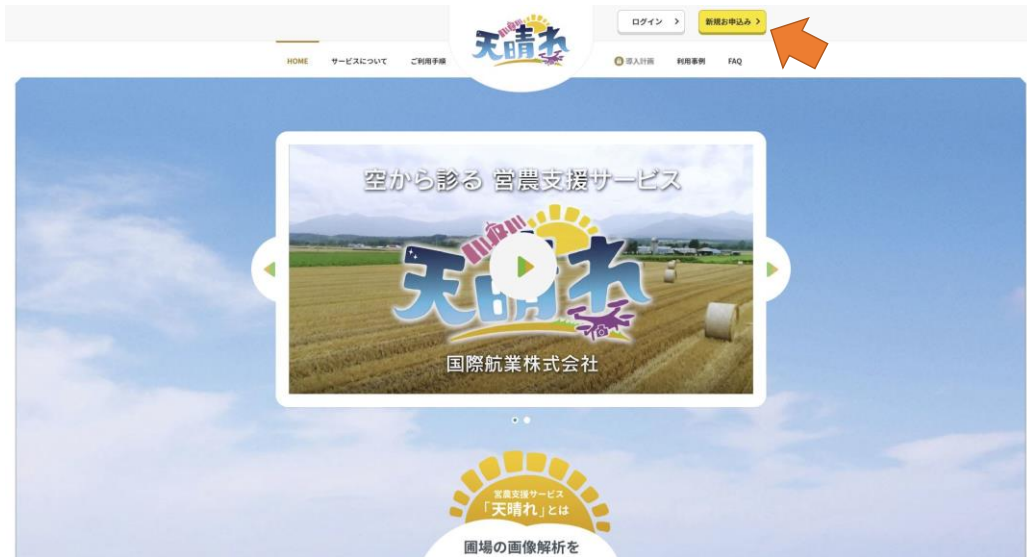 天晴れ
ログイン >
新規お申込み >
HOME サービスについて ご利用手順
導入計画 利用事例 FAQ
空から診る 営農支援サービス
天晴れ
国際航業株式会社
営農支援サービス
「天晴れ」とは
圃場の画像解析を